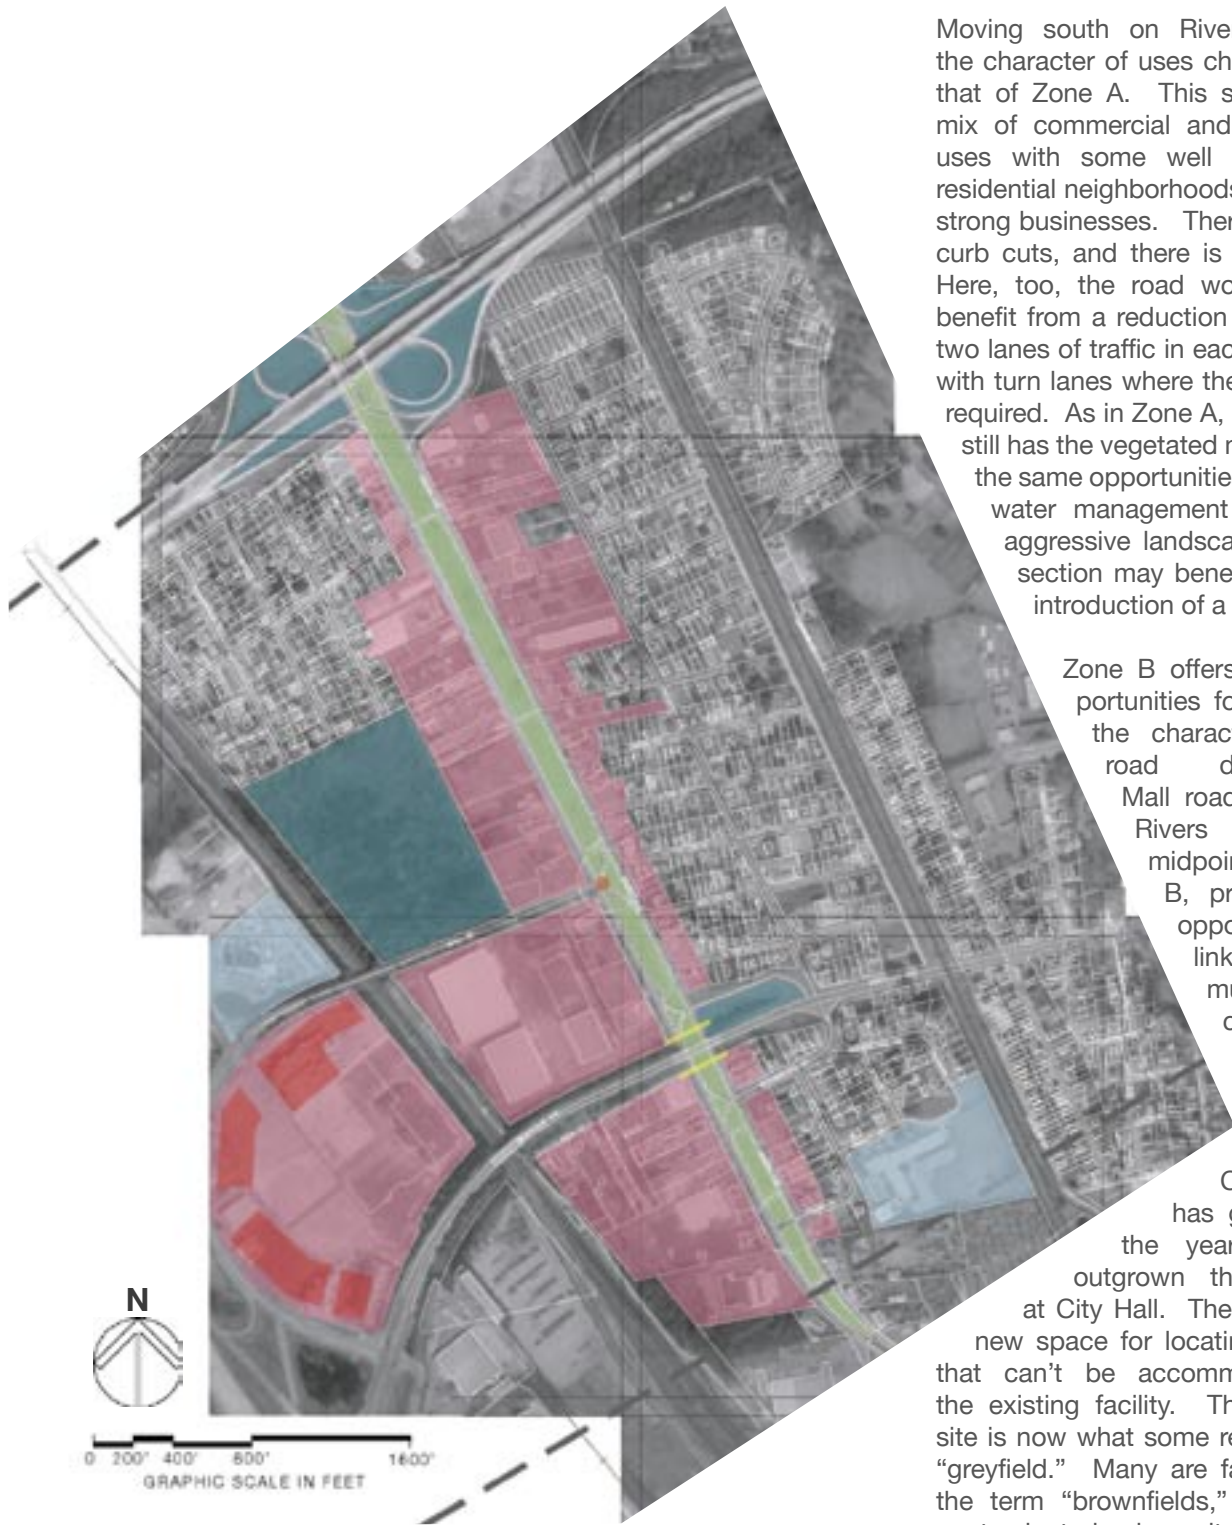 Moving south on Rive
the character of uses ch
that of Zone A. This s
mix of commercial and
uses with some well
residential neighborhoods
strong businesses. Ther
curb cuts, and there is
Here, too, the road wo
benefit from a reduction
two lanes of traffic in eac
with turn lanes where the
required. As in Zone A,
still has the vegetated
the same opportunitie
water management
aggressive landsca
section may bene
introduction of a
Zone B offers
portunities fo
the charac
road d
Mall road
Rivers
midpoin
B, pr
oppo
link
mu
C
has g
the year
outgrown th
at City Hall. The
new space for locatin
that can't be accomm
the existing facility. Th
site is now what some re
“greyfield.” Many are fa
the term “brownfields,”
N
0 200' 400' 800' 1600'
GRAPHIC SCALE IN FEET